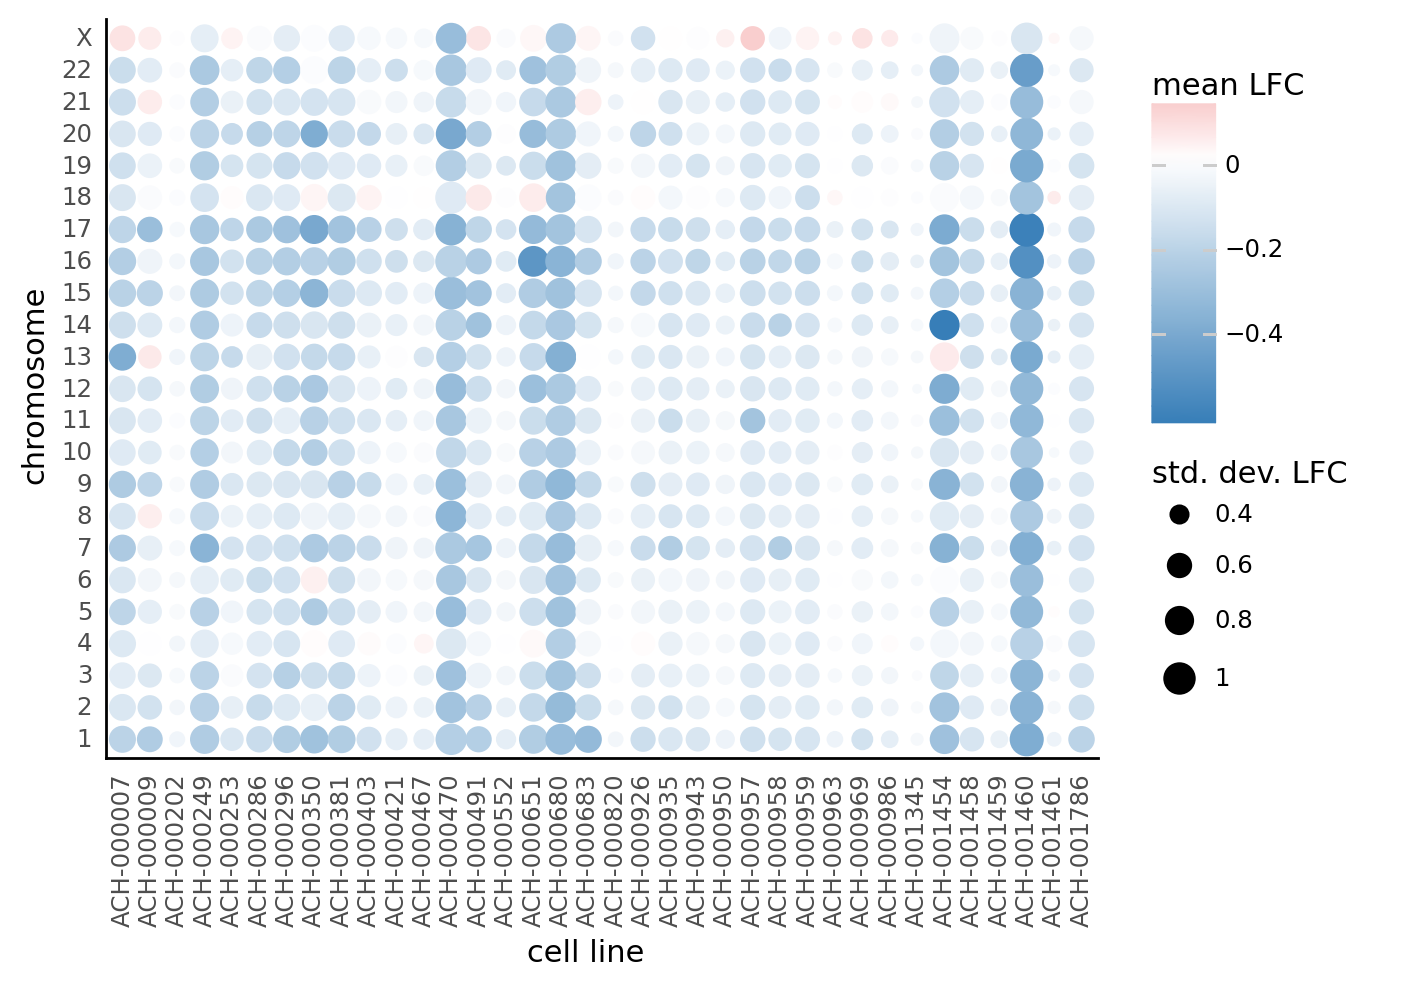 chromosome
X
22
21
20
19
18
17
16
15
14
13
12
11
10
9
8
7
6
5
4
3
2
1
ACH-000007
ACH-000009
ACH-000202
ACH-000249
ACH-000253
ACH-000286
ACH-000296
ACH-000350
ACH-000381
ACH-000403
ACH-000421
ACH-000467
ACH-000470
ACH-000491
ACH-000552
ACH-000651
ACH-000680
ACH-000683
ACH-000820
ACH-000926
ACH-000935
ACH-000943
ACH-000950
ACH-000957
ACH-000958
ACH-000959
ACH-000963
ACH-000969
ACH-000986
ACH-001345
ACH-001454
ACH-001458
ACH-001459
ACH-001460
ACH-001461
ACH-001786
cell line
mean LFC
0
−0.2
−0.4
std. dev. LFC
0.4
0.6
0.8
1